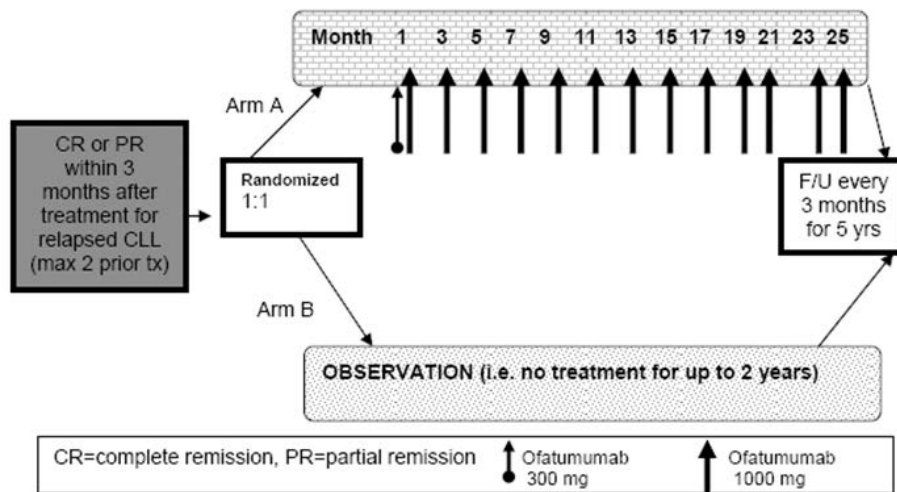 Month 1 3 5 7 9 11 13 15 17 19 21 23 25
Arm A
CR or PR
within 3
months after
treatment for
relapsed CLL
(max 2 prior tx)
Randomized
1:1
F/U every
3 months
for 5 yrs
Arm B
OBSERVATION (i.e. no treatment for up to 2 years)
CR=complete remission, PR=partial remission
Ofatumumab
300 mg
Ofatumumab
1000 mg